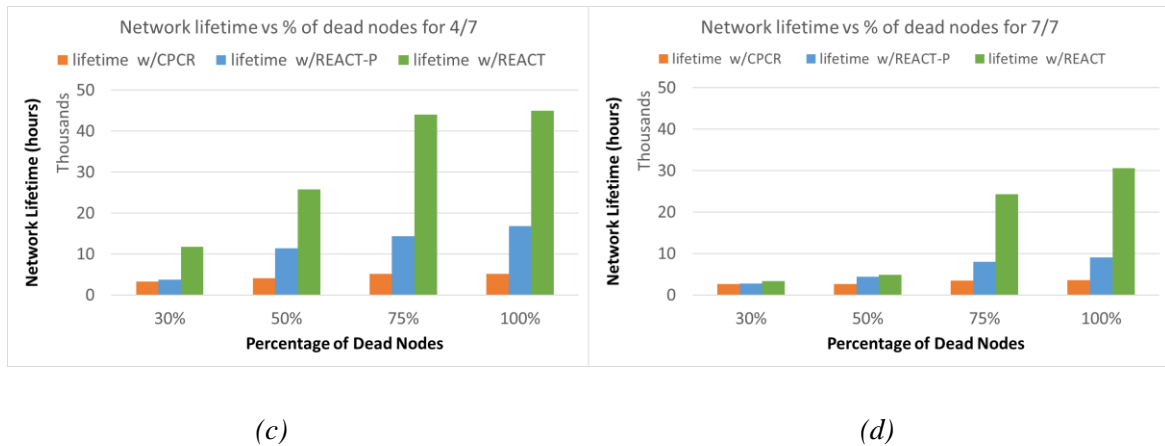 Network lifetime vs % of dead nodes for 4/7
lifetime w/CPCR lifetime w/REACT-P lifetime w/REACT
Network Lifetime (hours)
Thousands
50
40
30
20
10
0
30% 50% 75% 100%
Percentage of Dead Nodes
Network lifetime vs % of dead nodes for 7/7
lifetime w/CPCR lifetime w/REACT-P lifetime w/REACT
Network Lifetime (hours)
Thousands
50
40
30
20
10
0
30% 50% 75% 100%
Percentage of Dead Nodes
(c) (d)